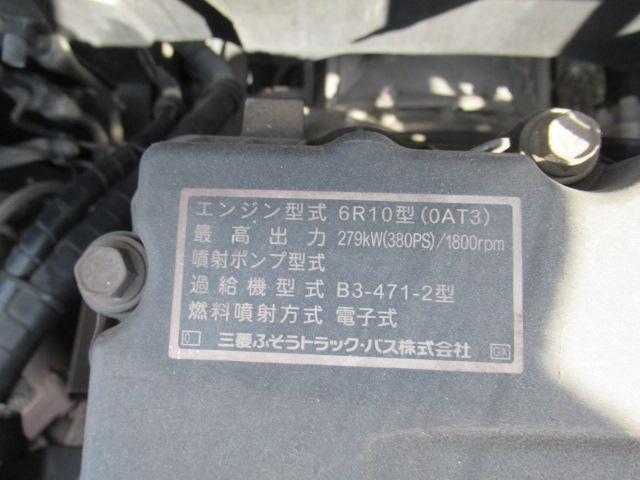 エンジン型式 6R10型(0AT3)
最高出力 279kW(380PS)/1800rpm
噴射ポンプ型式
過給機型式 B3-471-2型
燃料噴射方式 電子式
0 三菱ふそうトラック・バス株式会社 GX